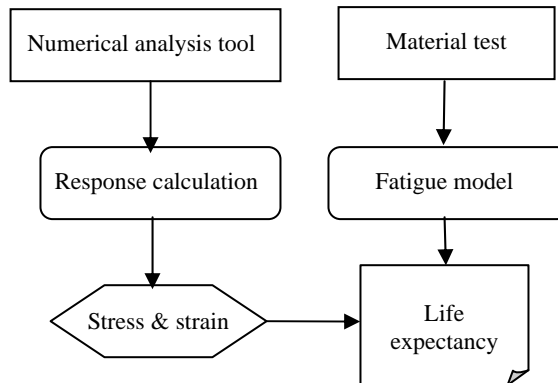 Numerical analysis tool
Material test
Response calculation
Fatigue model
Stress & strain
Life
expectancy